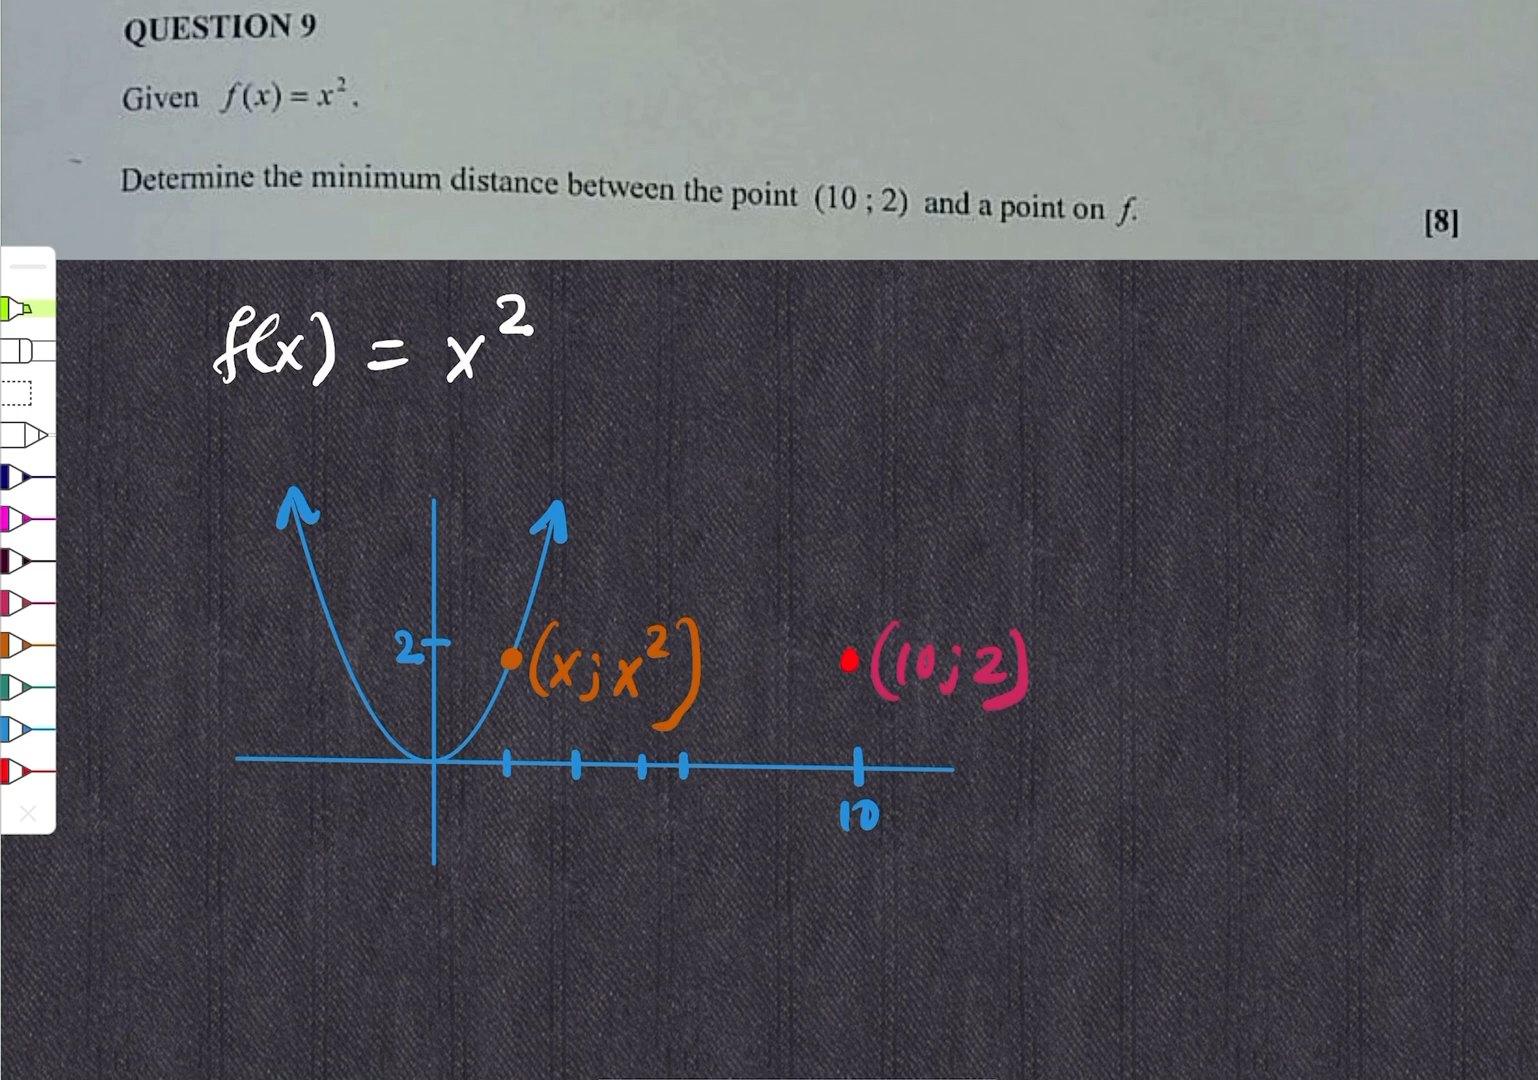 QUESTION 9
Given f(x) = x².
Determine the minimum distance between the point (10 ; 2) and a point on f.
[8]
f(x) = x²
2
(x;x²)
(10;2)
10